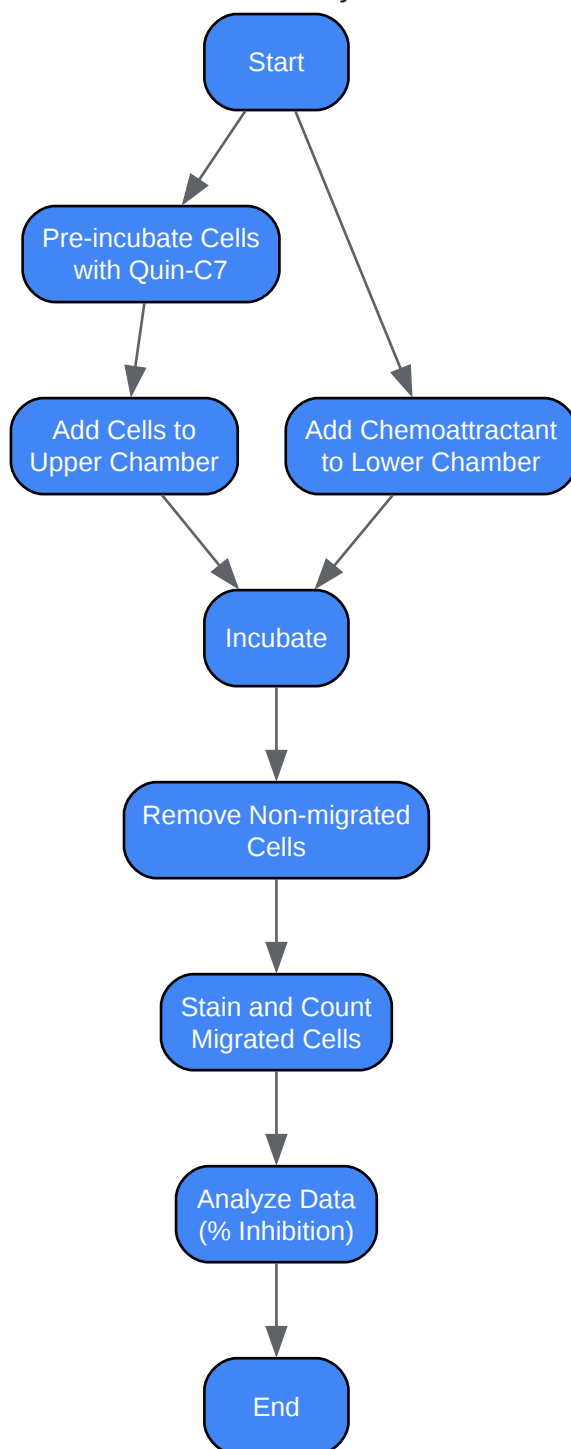 Start
Pre-incubate Cells
with Quin-C7
Add Cells to
Upper Chamber
Add Chemoattractant
to Lower Chamber
Incubate
Remove Non-migrated
Cells
Stain and Count
Migrated Cells
Analyze Data
(% Inhibition)
End